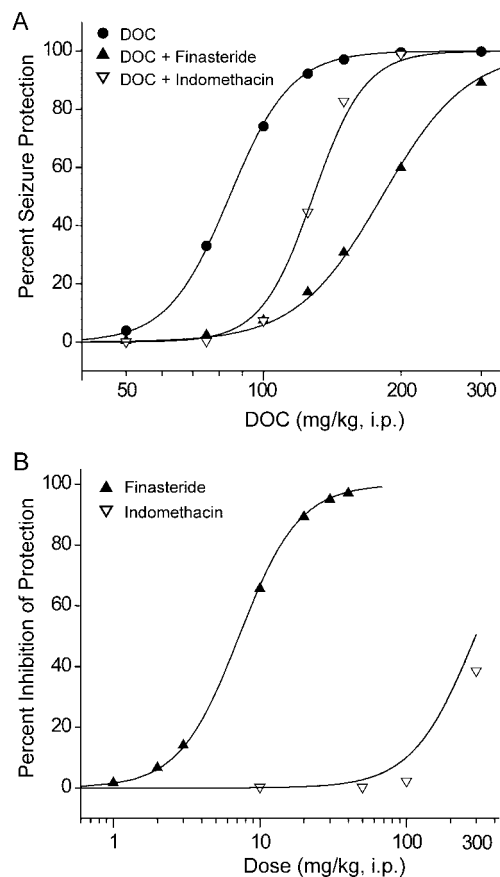 A
DOC
DOC + Finasteride
DOC + Indomethacin
100
80
60
40
20
0
Percent Seizure Protection
50 100 200 300
DOC (mg/kg, i.p.)
B
Finasteride
Indomethacin
100
80
60
40
20
0
Percent Inhibition of Protection
1 10 100 300
Dose (mg/kg, i.p.)